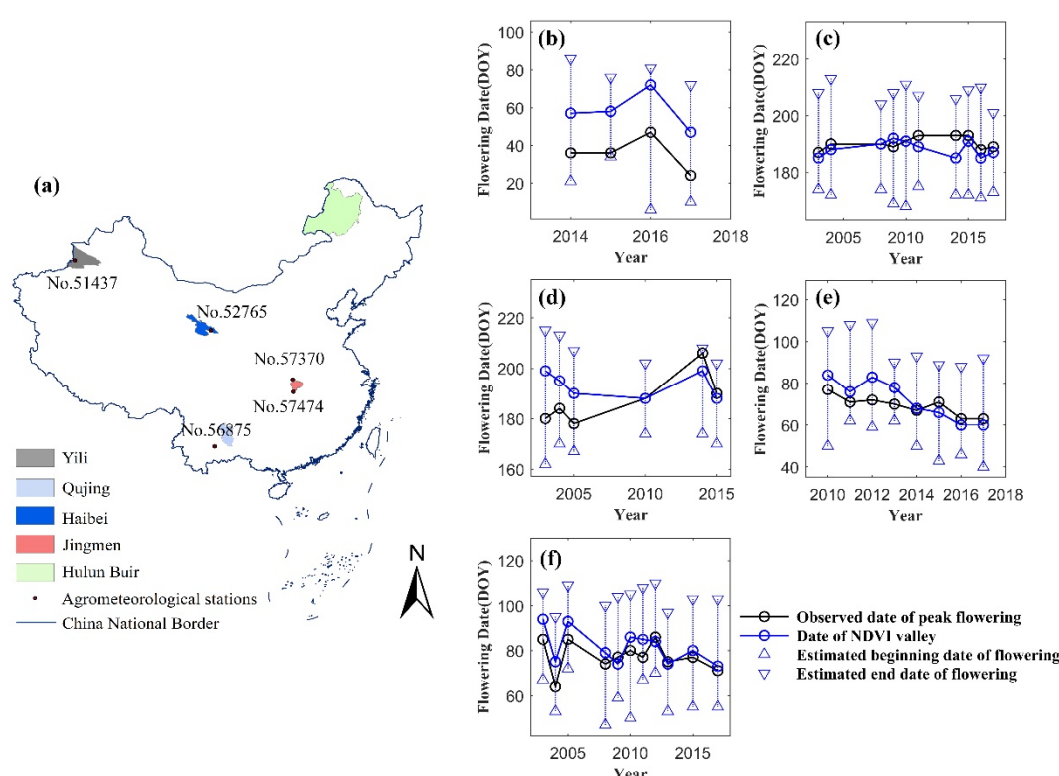 (a)
No.51437
No.52765
No.57370
No.57474
No.56875
Yili
Qujing
Haibei
Jingmen
Hulun Buir
Agrometeorological stations
China National Border
N
(b)
Flowering Date(DOY)
100
80
60
40
20
2014
2016
2018
Year
(c)
Flowering Date(DOY)
220
200
180
2005
2010
2015
Year
(d)
Flowering Date(DOY)
220
200
180
160
2005
2010
2015
Year
(e)
Flowering Date(DOY)
120
100
80
60
40
2010
2012
2014
2016
2018
Year
(f)
Flowering Date(DOY)
120
100
80
60
2005
2010
2015
Year
Observed date of peak flowering
Date of NDVI valley
Estimated beginning date of flowering
Estimated end date of flowering